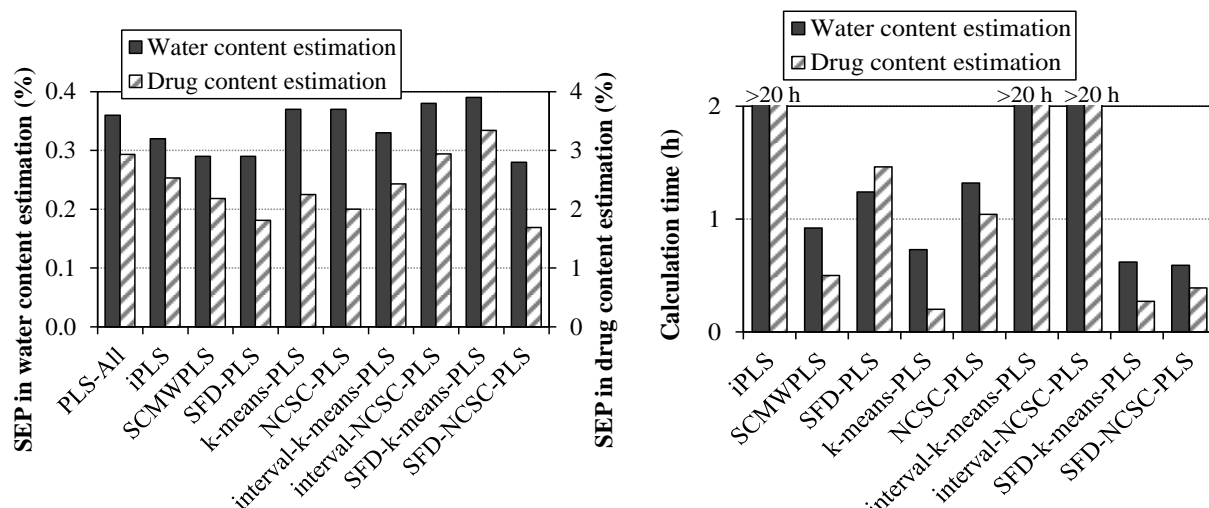 Water content estimation
Drug content estimation
SEP in water content estimation (%)
0.4
0.3
0.2
0.1
0.0
4
3
2
1
0
SEP in drug content estimation (%)
PLS-All
iPLS
SCMWPLS
SFD-PLS
k-means-PLS
NCSC-PLS
interval-k-means-PLS
interval-NCSC-PLS
SFD-k-means-PLS
SFD-NCSC-PLS
Water content estimation
Drug content estimation
Calculation time (h)
2
1
0
>20 h
>20 h
>20 h
iPLS
SCMWPLS
SFD-PLS
k-means-PLS
NCSC-PLS
interval-k-means-PLS
interval-NCSC-PLS
SFD-k-means-PLS
SFD-NCSC-PLS